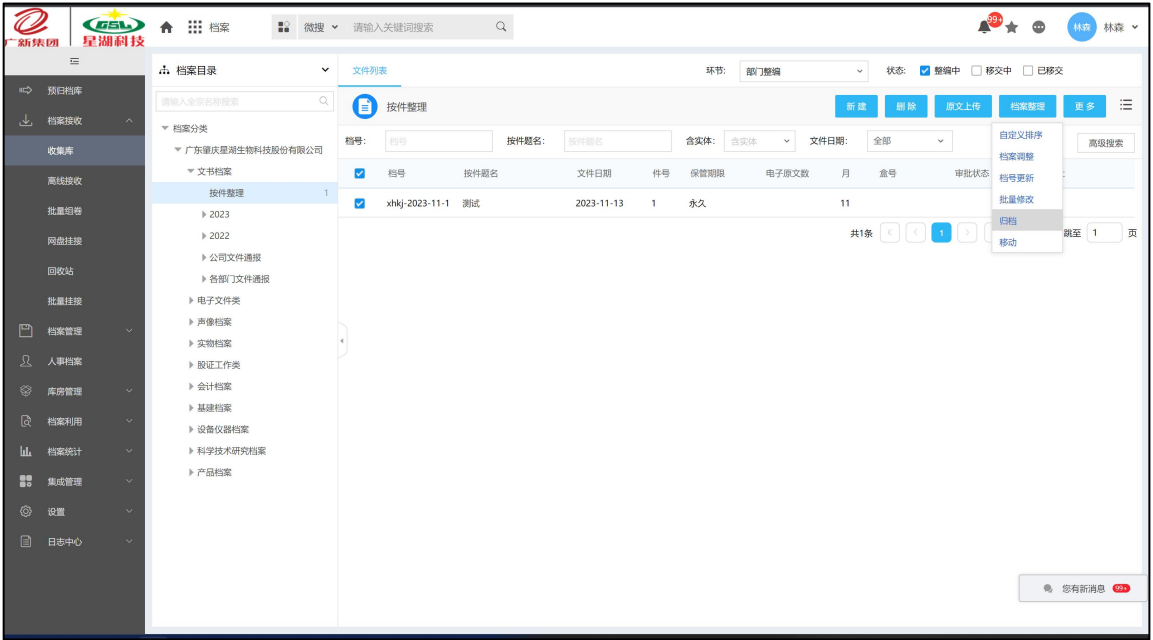 广新集团
GSL
星湖科技
档案
微搜
请输入关键词搜索
99+
林森
林森
预归档库
档案接收
收集库
离线接收
批量组卷
网盘挂接
回收站
批量挂接
档案管理
人事档案
库房管理
档案利用
档案统计
集成管理
设置
日志中心
档案目录
请输入全宗名称搜索
档案分类
广东肇庆星湖生物科技股份有限公司
文书档案
按件整理 1
2023
2022
公司文件通报
各部门文件通报
电子文件类
声像档案
实物档案
股证工作类
会计档案
基建档案
设备仪器档案
科学技术研究档案
产品档案
文件列表
环节: 部门整编
状态: 整编中 移交中 已移交
按件整理
新 建 删 除 原文上传 档案整理 更 多
档号: 档号 按件题名: 按件题名 含实体: 含实体 文件日期: 全部 高级搜索
档号 按件题名 文件日期 件号 保管期限 电子原文数 月 盒号 审批状态
xhkj-2023-11-1 测试 2023-11-13 1 永久 11
共1条 1 跳至 1 页
自定义排序
档案调整
档号更新
批量修改
归档
移动
您有新消息 99+